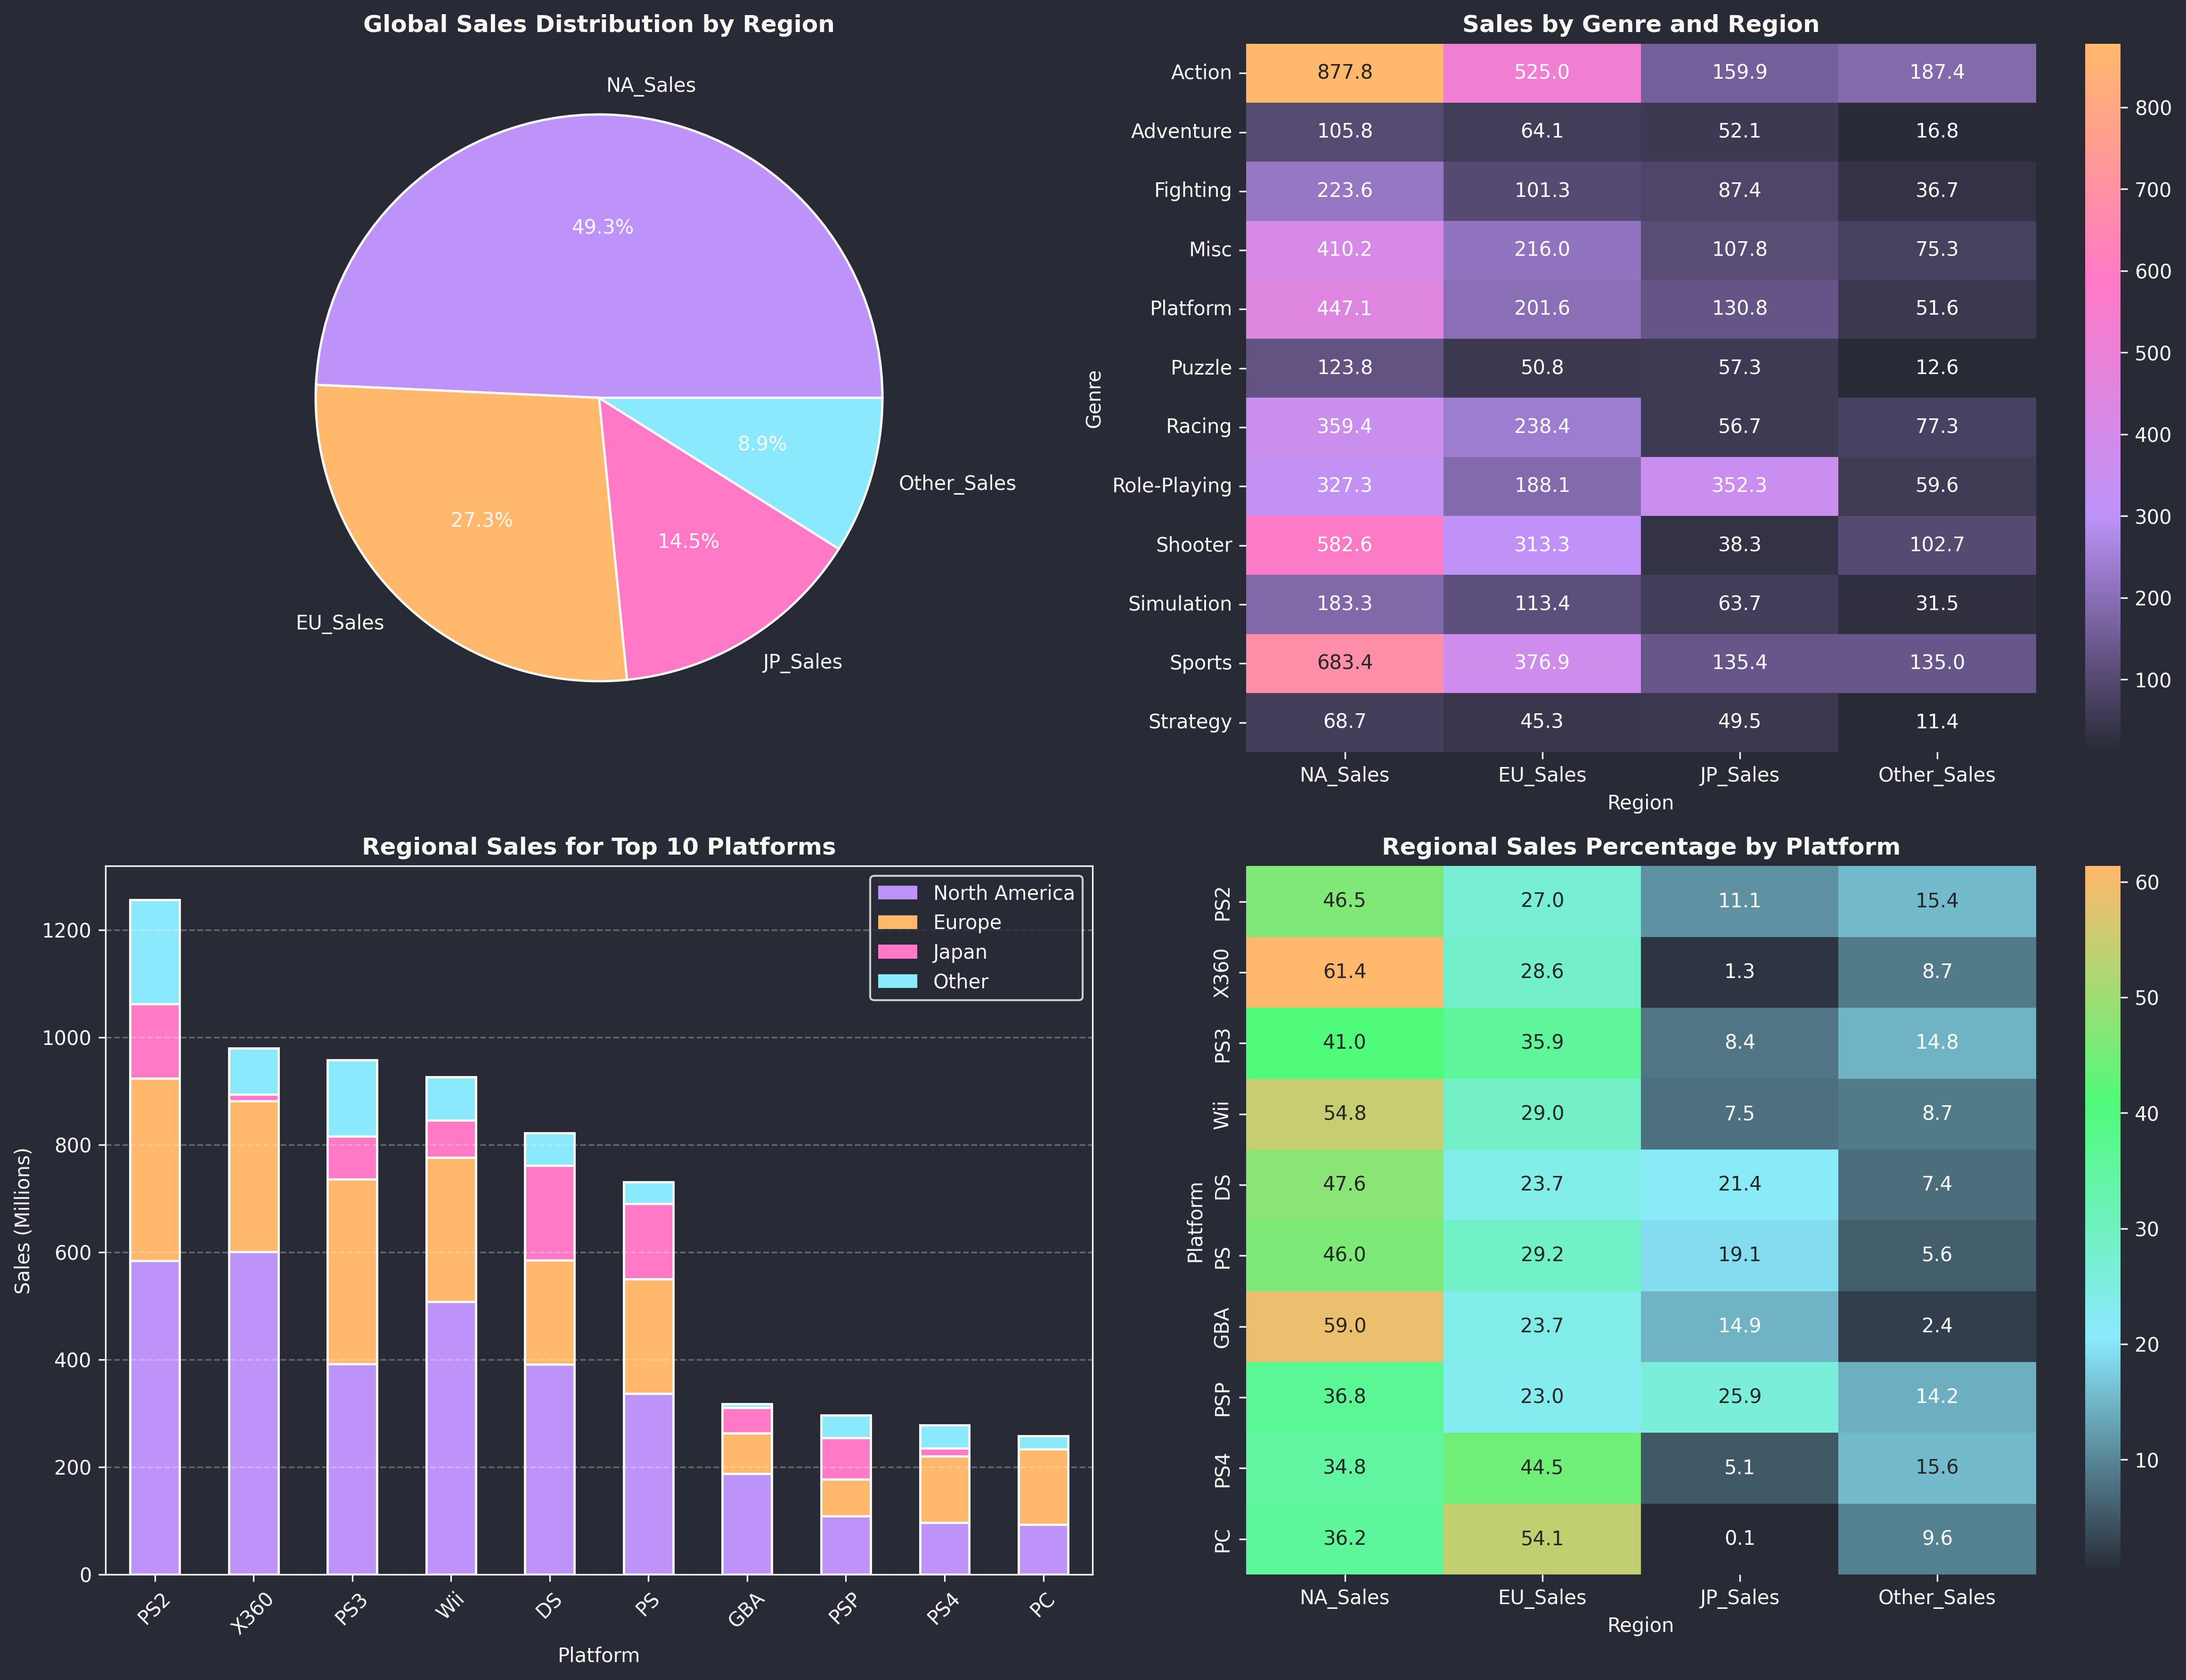 Global Sales Distribution by Region
NA_Sales
49.3%
8.9%
Other_Sales
27.3%
14.5%
EU_Sales
JP_Sales
Sales by Genre and Region
Genre
Action 877.8 525.0 159.9 187.4
Adventure 105.8 64.1 52.1 16.8
Fighting 223.6 101.3 87.4 36.7
Misc 410.2 216.0 107.8 75.3
Platform 447.1 201.6 130.8 51.6
Puzzle 123.8 50.8 57.3 12.6
Racing 359.4 238.4 56.7 77.3
Role-Playing 327.3 188.1 352.3 59.6
Shooter 582.6 313.3 38.3 102.7
Simulation 183.3 113.4 63.7 31.5
Sports 683.4 376.9 135.4 135.0
Strategy 68.7 45.3 49.5 11.4
NA_Sales EU_Sales JP_Sales Other_Sales
Region
800
700
600
500
400
300
200
100
Regional Sales for Top 10 Platforms
North America
Europe
Japan
Other
Sales (Millions)
1200
1000
800
600
400
200
0
PS2 X360 PS3 Wii DS PS GBA PSP PS4 PC
Platform
Regional Sales Percentage by Platform
Platform
PS2 46.5 27.0 11.1 15.4
X360 61.4 28.6 1.3 8.7
PS3 41.0 35.9 8.4 14.8
Wii 54.8 29.0 7.5 8.7
DS 47.6 23.7 21.4 7.4
PS 46.0 29.2 19.1 5.6
GBA 59.0 23.7 14.9 2.4
PSP 36.8 23.0 25.9 14.2
PS4 34.8 44.5 5.1 15.6
PC 36.2 54.1 0.1 9.6
NA_Sales EU_Sales JP_Sales Other_Sales
Region
60
50
40
30
20
10